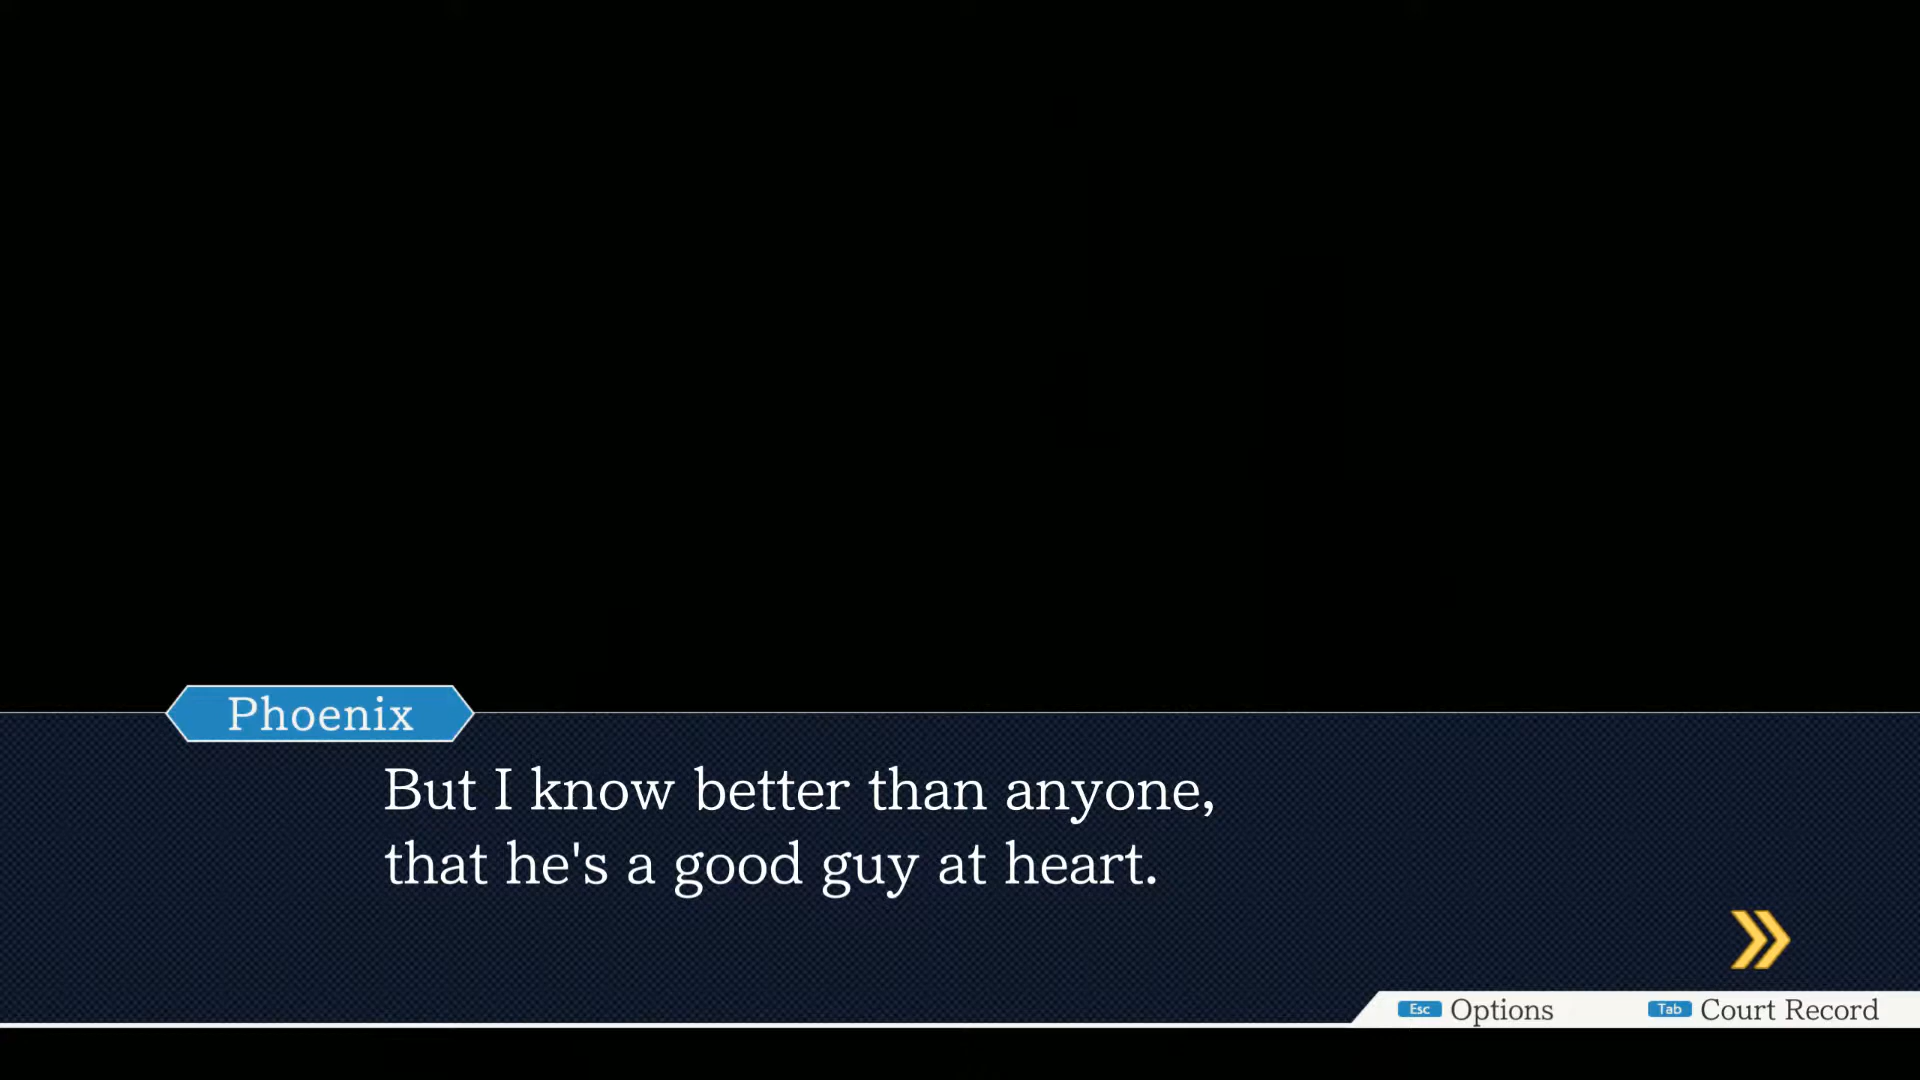 Phoenix
But I know better than anyone,
that he's a good guy at heart.
Esc Options Tab Court Record